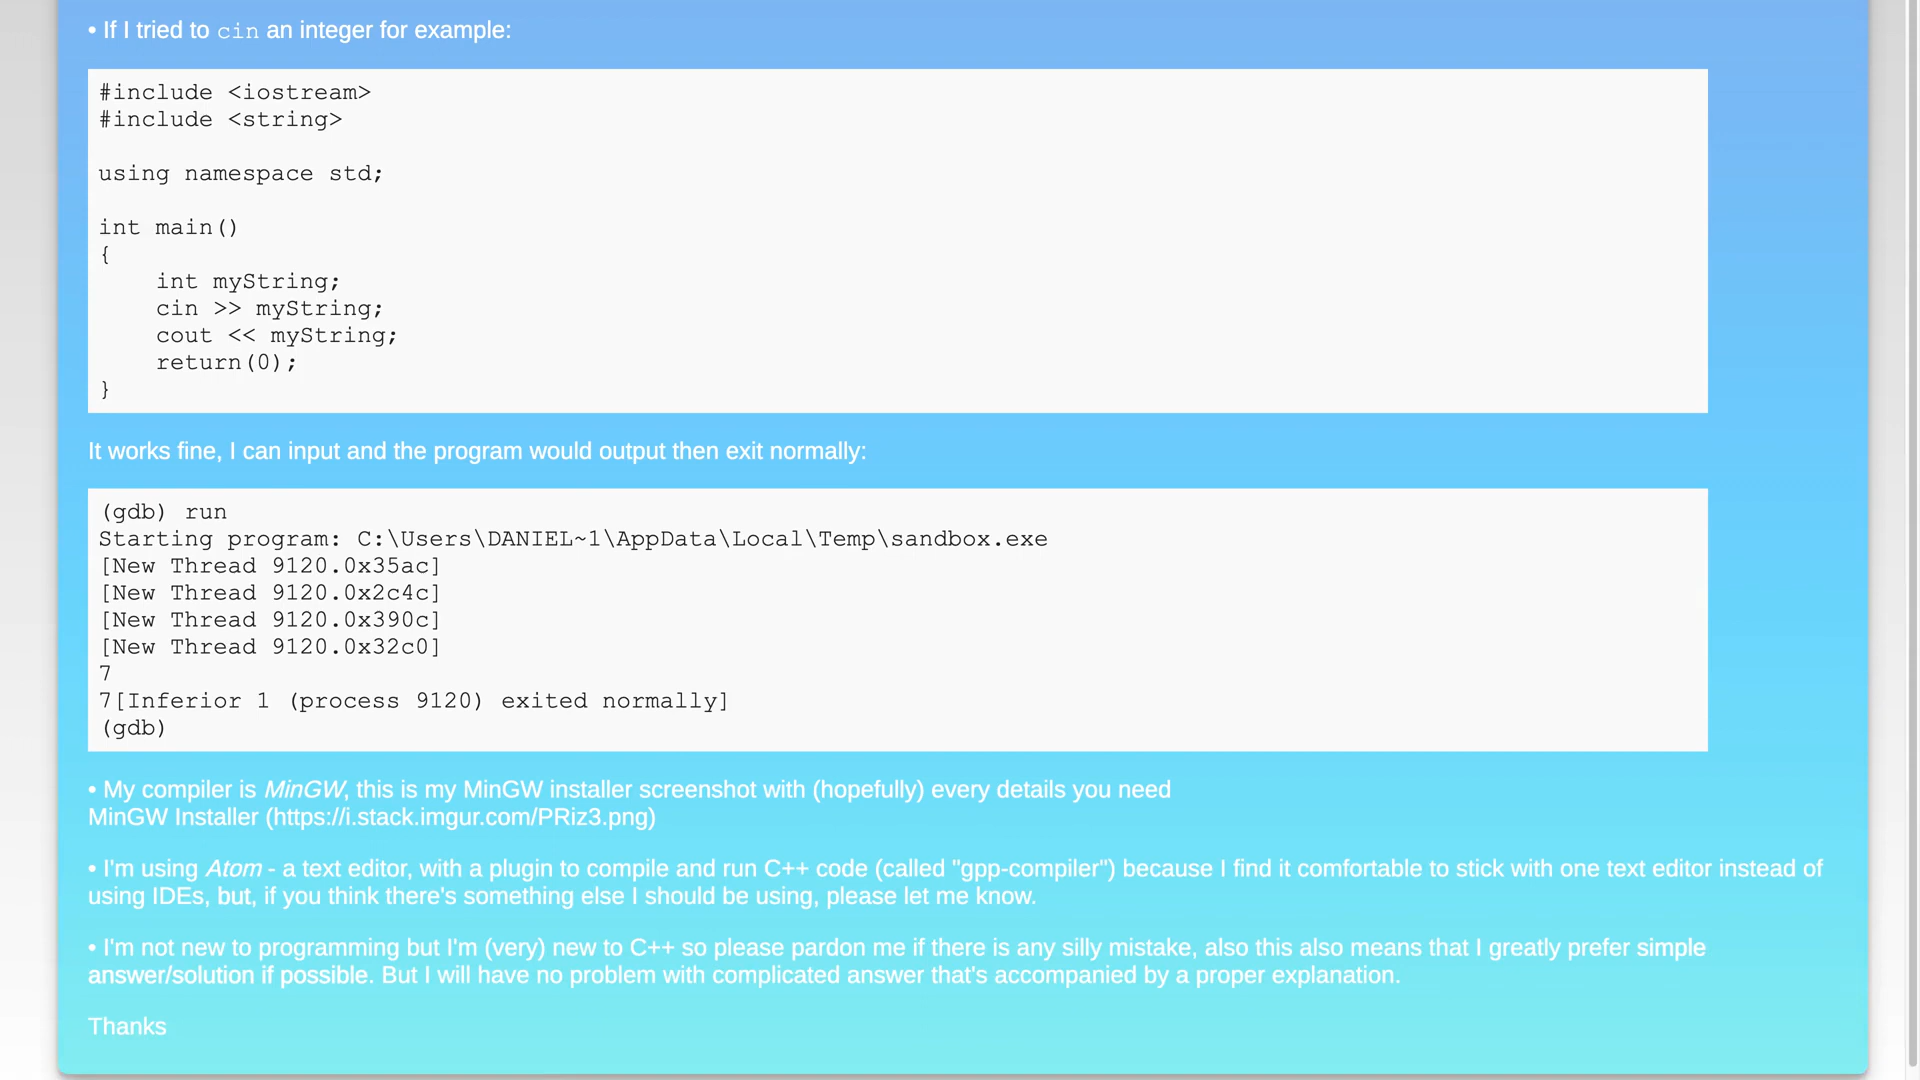 • If I tried to cin an integer for example:
#include <iostream>
#include <string>
using namespace std;
int main()
{
    int myString;
    cin >> myString;
    cout << myString;
    return(0);
}
It works fine, I can input and the program would output then exit normally:
(gdb) run
Starting program: C:\Users\DANIEL~1\AppData\Local\Temp\sandbox.exe
[New Thread 9120.0x35ac]
[New Thread 9120.0x2c4c]
[New Thread 9120.0x390c]
[New Thread 9120.0x32c0]
7
7[Inferior 1 (process 9120) exited normally]
(gdb)
• My compiler is MinGW, this is my MinGW installer screenshot with (hopefully) every details you need
MinGW Installer (https://i.stack.imgur.com/PRiz3.png)
• I'm using Atom - a text editor, with a plugin to compile and run C++ code (called "gpp-compiler") because I find it comfortable to stick with one text editor instead of
using IDEs, but, if you think there's something else I should be using, please let me know.
• I'm not new to programming but I'm (very) new to C++ so please pardon me if there is any silly mistake, also this also means that I greatly prefer simple
answer/solution if possible. But I will have no problem with complicated answer that's accompanied by a proper explanation.
Thanks